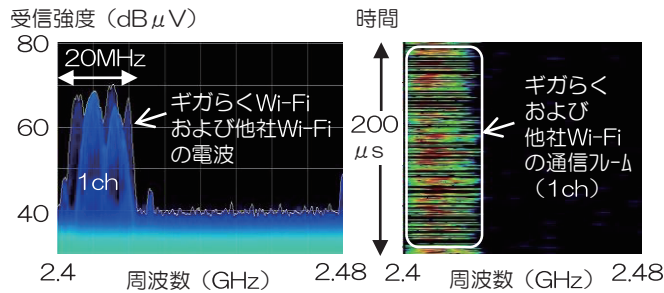 受信強度（dBμV）
80
60
40
20MHz
ギガらくWi-Fi
および他社Wi-Fi
の電波
1ch
2.4
周波数（GHz）
2.48
時間
200
μs
ギガらく
および
他社Wi-Fi
の通信ﾌﾚｰﾑ
（1ch）
2.4
周波数（GHz）
2.48